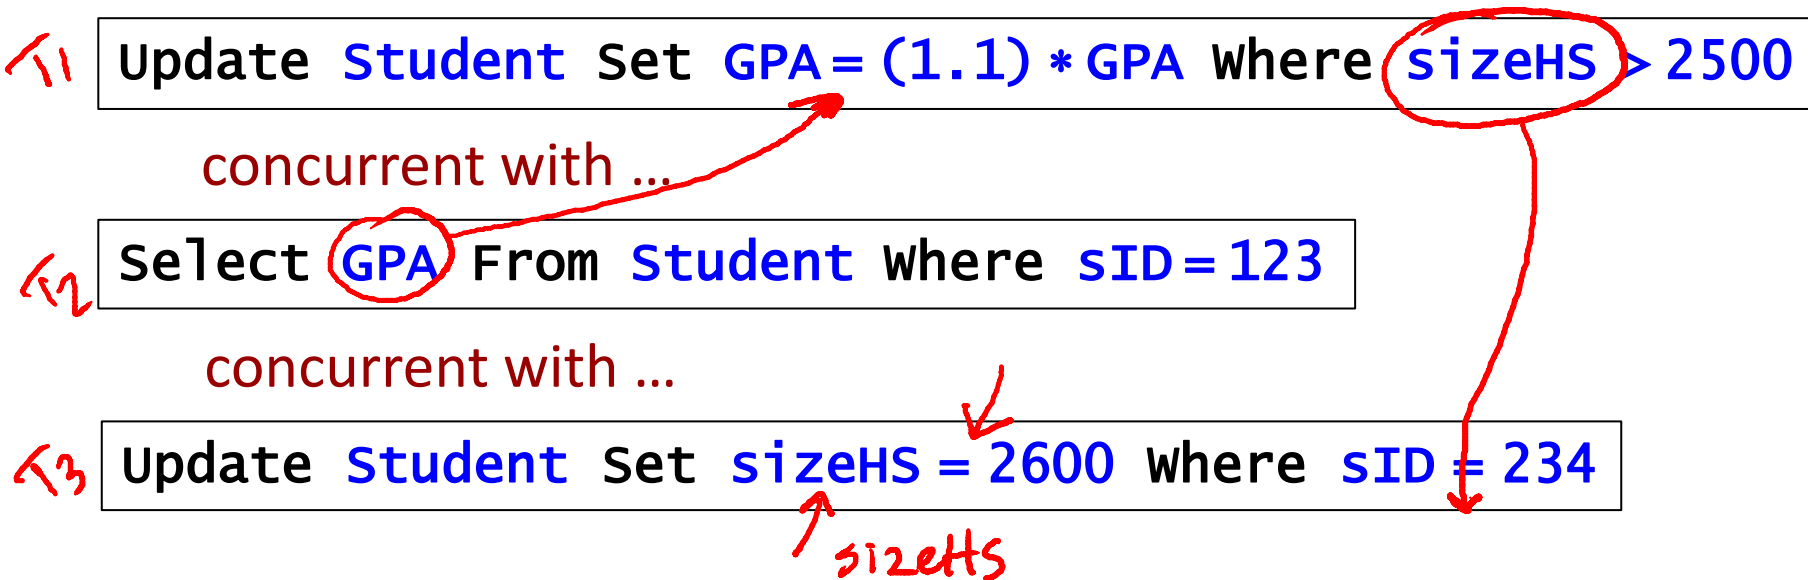 T1 Update Student Set GPA = (1.1) * GPA Where sizeHS > 2500
concurrent with ...
T2 Select GPA From Student Where sID = 123
concurrent with ...
T3 Update Student Set sizeHS = 2600 Where sID = 234
sizeHS